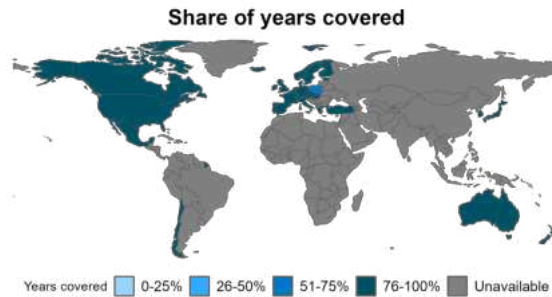 Share of years covered
Years covered 0-25% 26-50% 51-75% 76-100% Unavailable